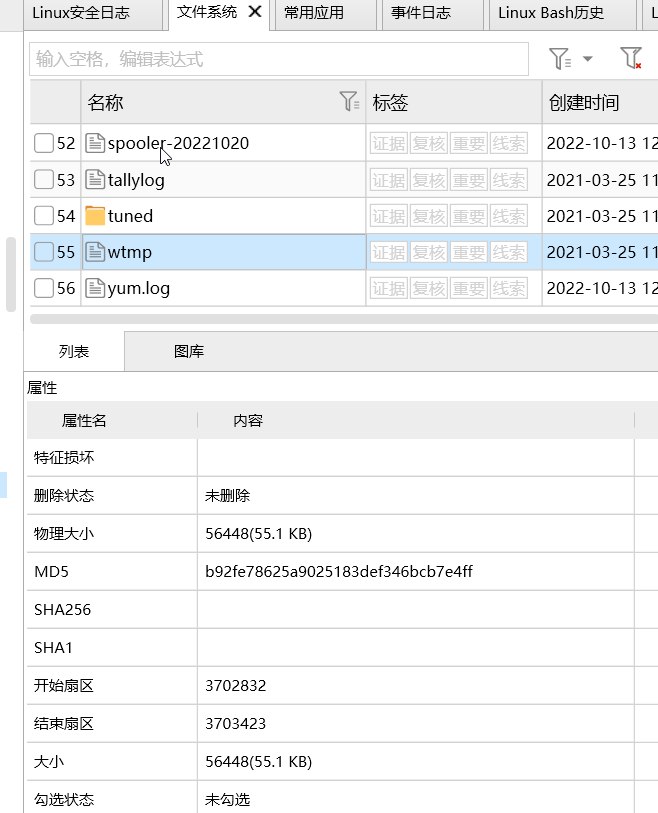 Linux安全日志 文件系统 常用应用 事件日志 Linux Bash历史
输入空格，编辑表达式
名称 标签 创建时间
52 spooler-20221020 证据 复核 重要 线索 2022-10-13 12
53 tallylog 证据 复核 重要 线索 2021-03-25 11
54 tuned 证据 复核 重要 线索 2021-03-25 11
55 wtmp 证据 复核 重要 线索 2021-03-25 11
56 yum.log 证据 复核 重要 线索 2022-10-13 12
列表 图库
属性
属性名 内容
特征损坏
删除状态 未删除
物理大小 56448(55.1 KB)
MD5 b92fe78625a9025183def346bcb7e4ff
SHA256
SHA1
开始扇区 3702832
结束扇区 3703423
大小 56448(55.1 KB)
勾选状态 未勾选